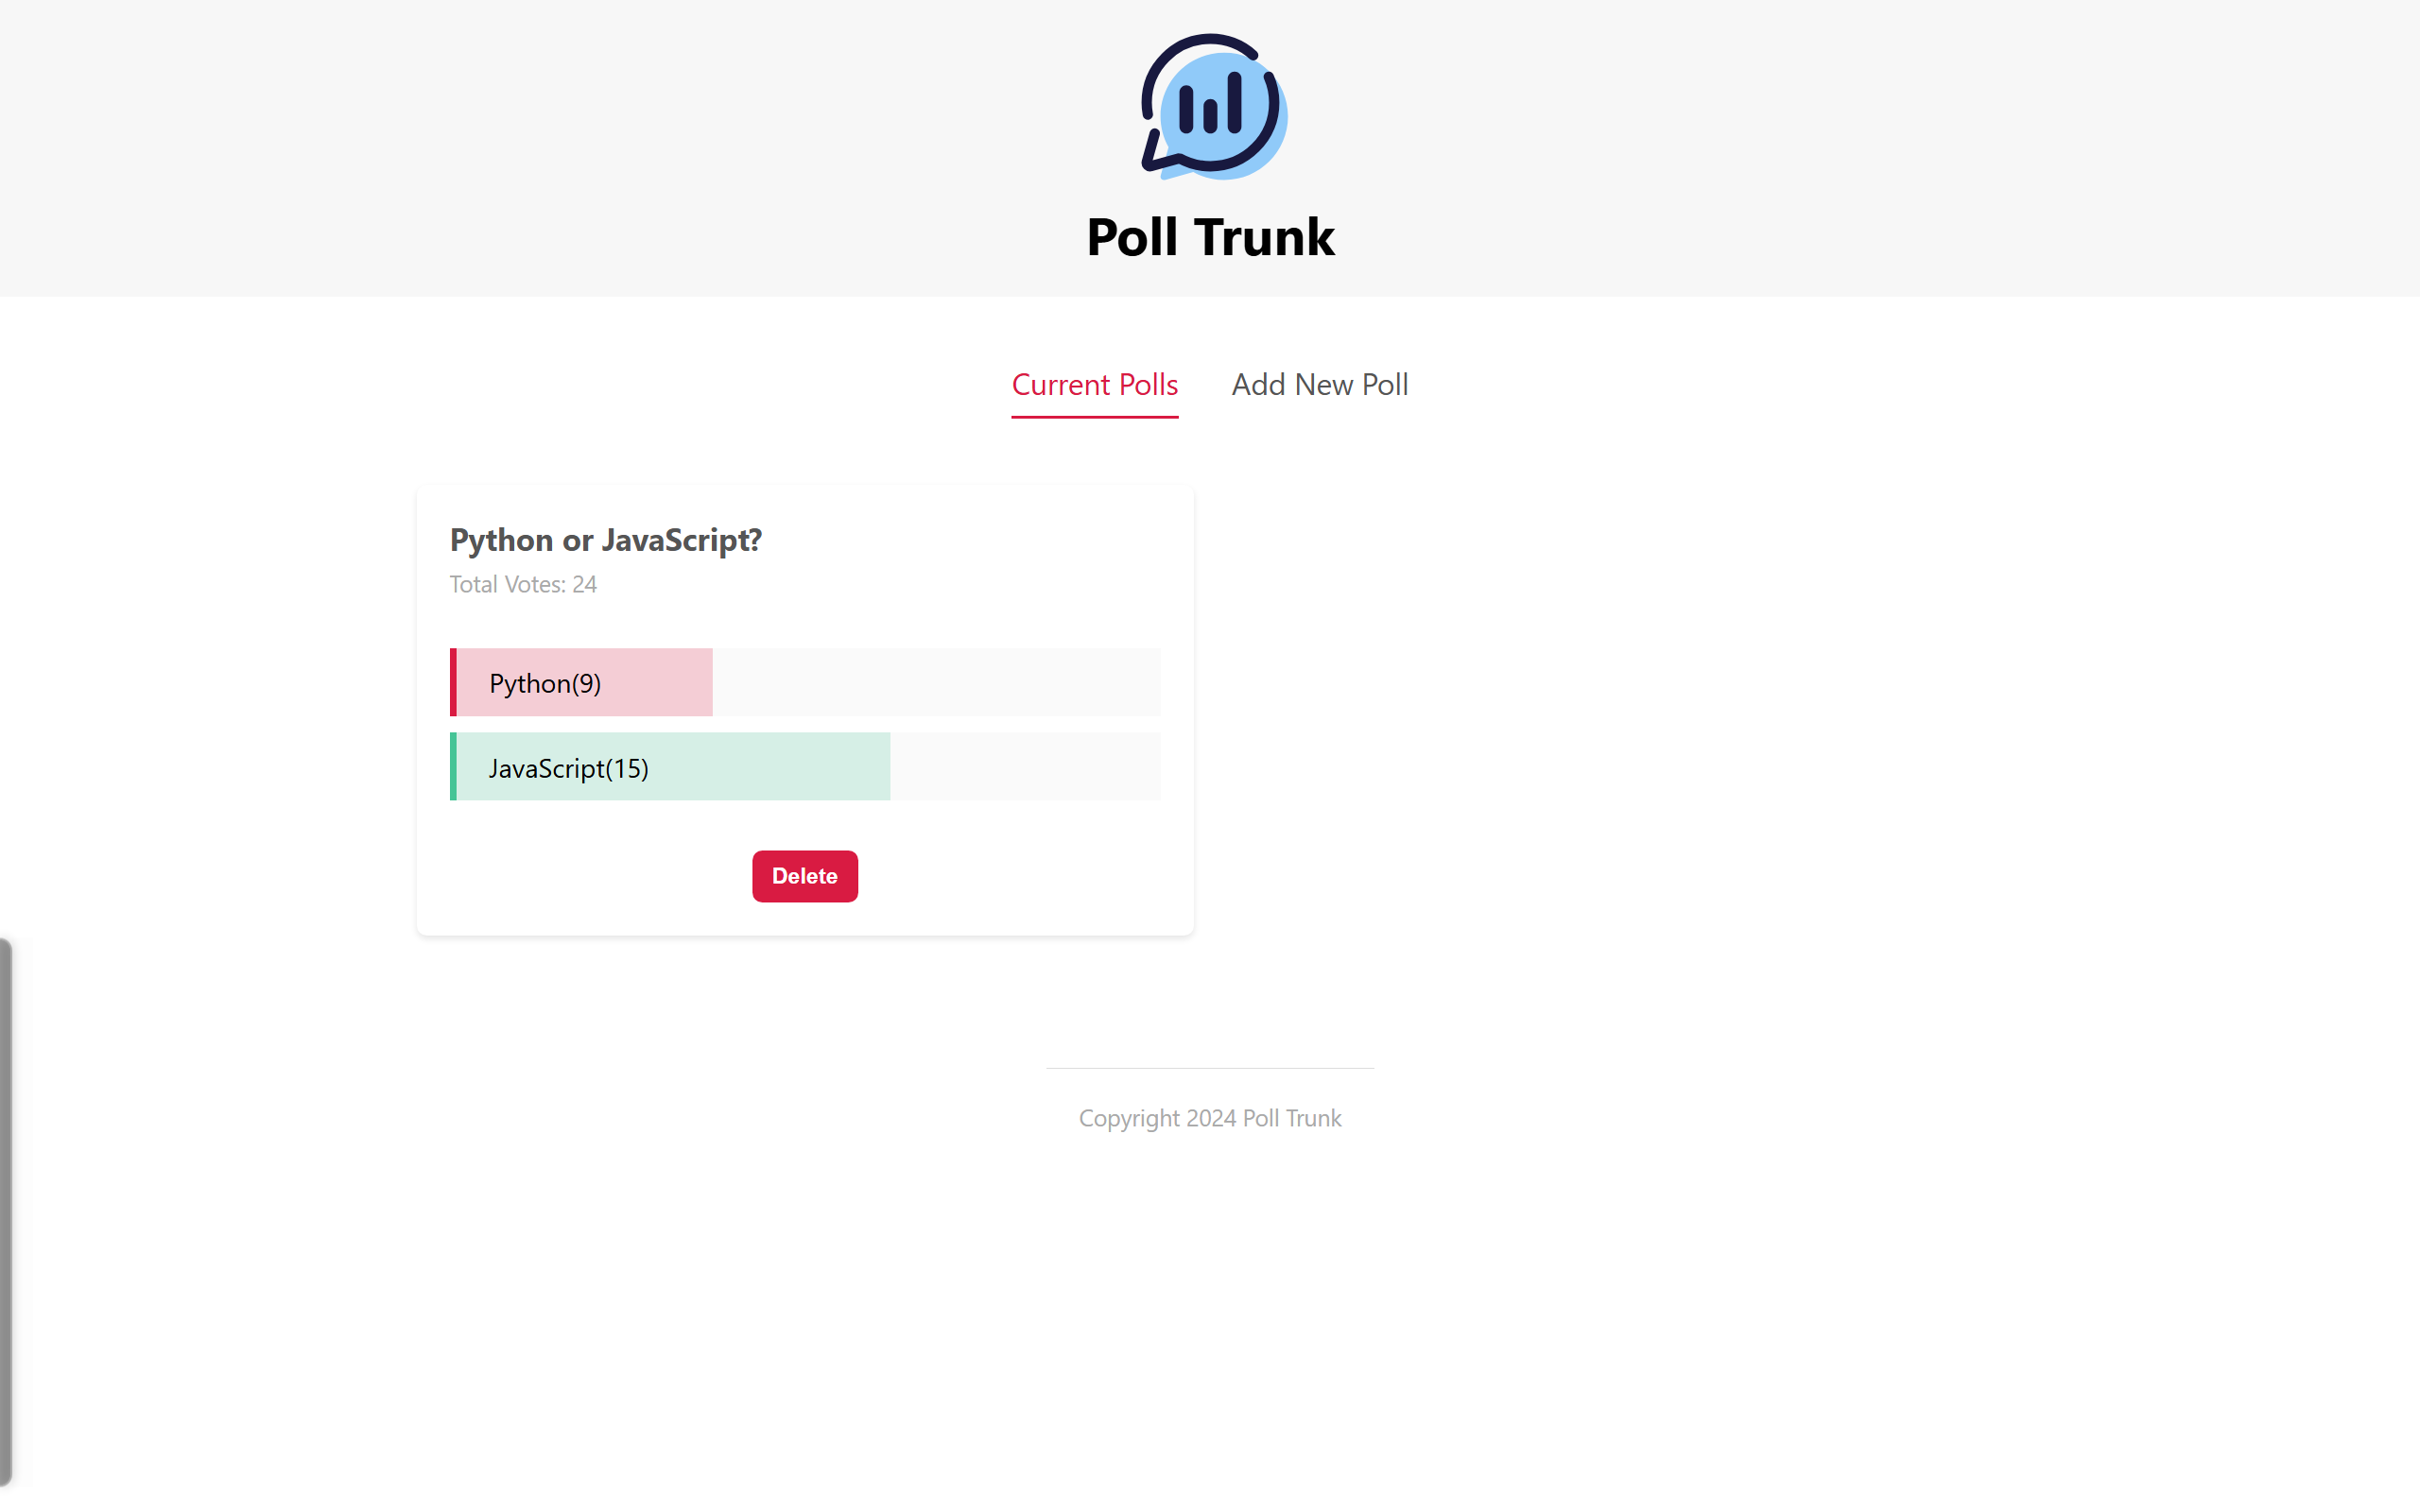 Poll Trunk
Current Polls Add New Poll
Python or JavaScript?
Total Votes: 24
Python(9)
JavaScript(15)
Delete
Copyright 2024 Poll Trunk